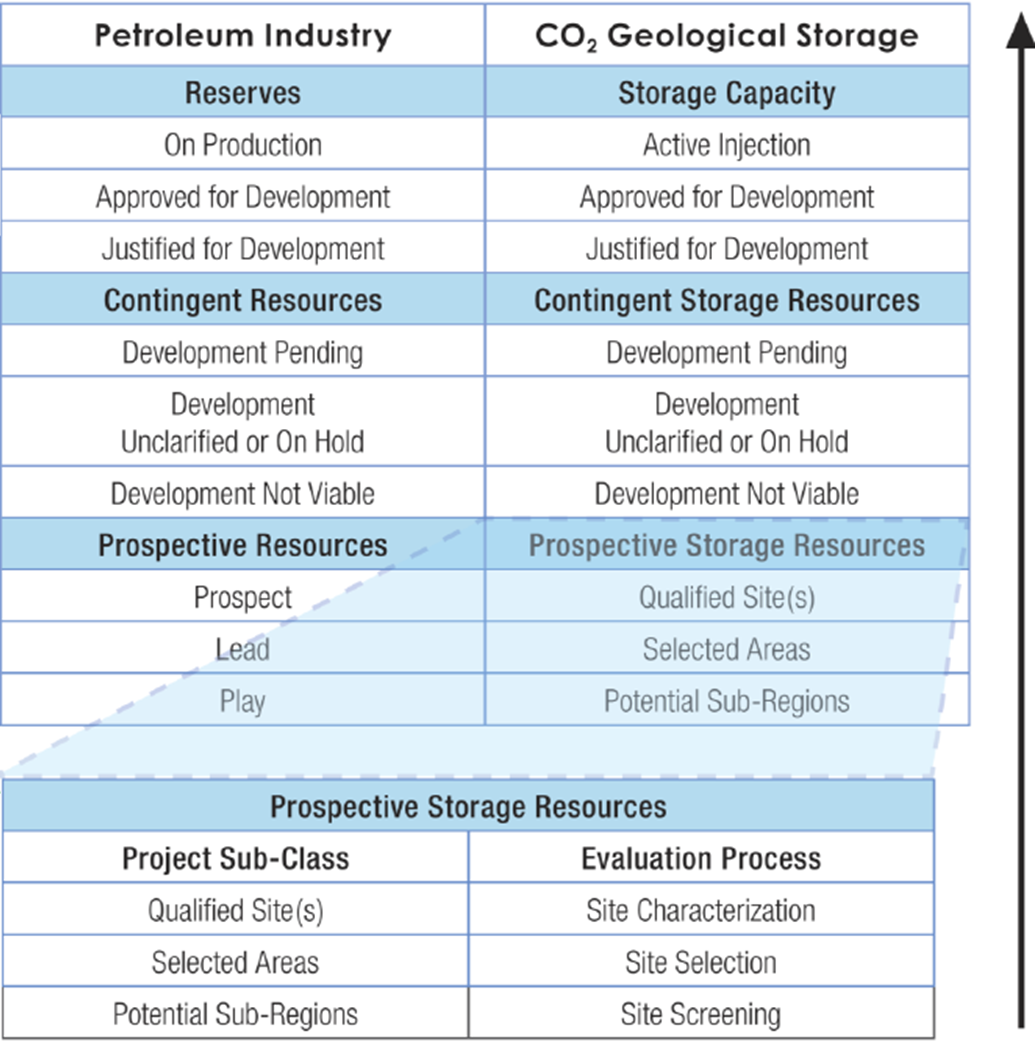 Petroleum Industry
CO₂ Geological Storage
Reserves
Storage Capacity
On Production
Active Injection
Approved for Development
Approved for Development
Justified for Development
Justified for Development
Contingent Resources
Contingent Storage Resources
Development Pending
Development Pending
Development
Unclarified or On Hold
Development
Unclarified or On Hold
Development Not Viable
Development Not Viable
Prospective Resources
Prospective Storage Resources
Prospect
Qualified Site(s)
Lead
Selected Areas
Play
Potential Sub-Regions
Prospective Storage Resources
Project Sub-Class
Evaluation Process
Qualified Site(s)
Site Characterization
Selected Areas
Site Selection
Potential Sub-Regions
Site Screening